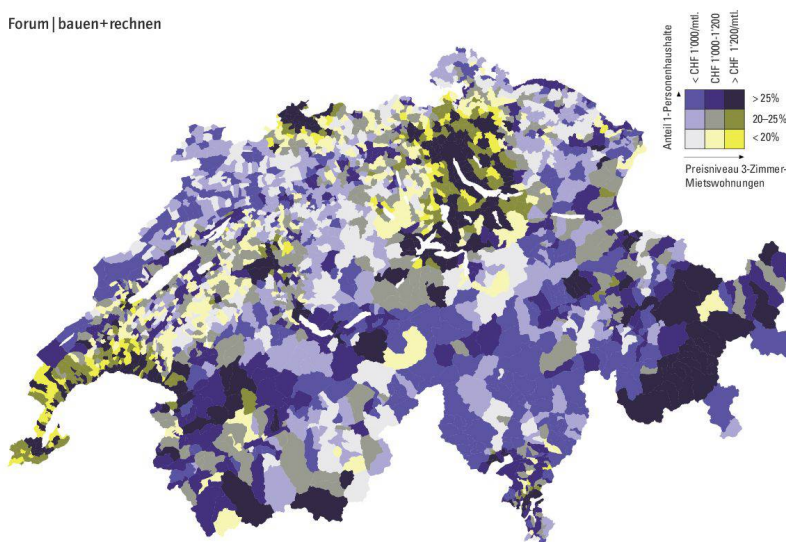 Forum | bauen+rechnen
Anteil 1-Personenhaushalte
< CHF 1'000/mtl.
CHF 1'000-1'200
> CHF 1'200/mtl.
> 25%
20–25%
< 20%
Preisniveau 3-Zimmer-
Mietswohnungen